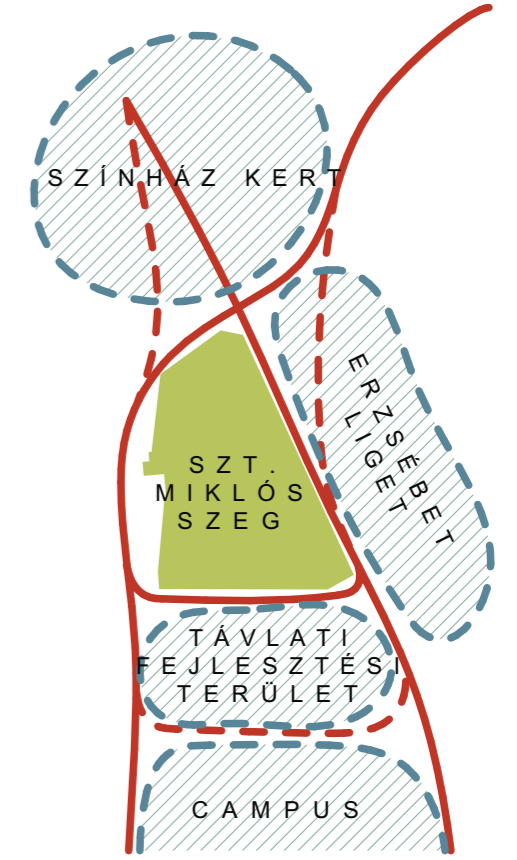 SZÍNHÁZ KERT
ERZSÉBET
LIGET
SZT.
MIKLÓS
SZEG
TÁVLATI
FEJLESZTÉSI
TERÜLET
CAMPUS